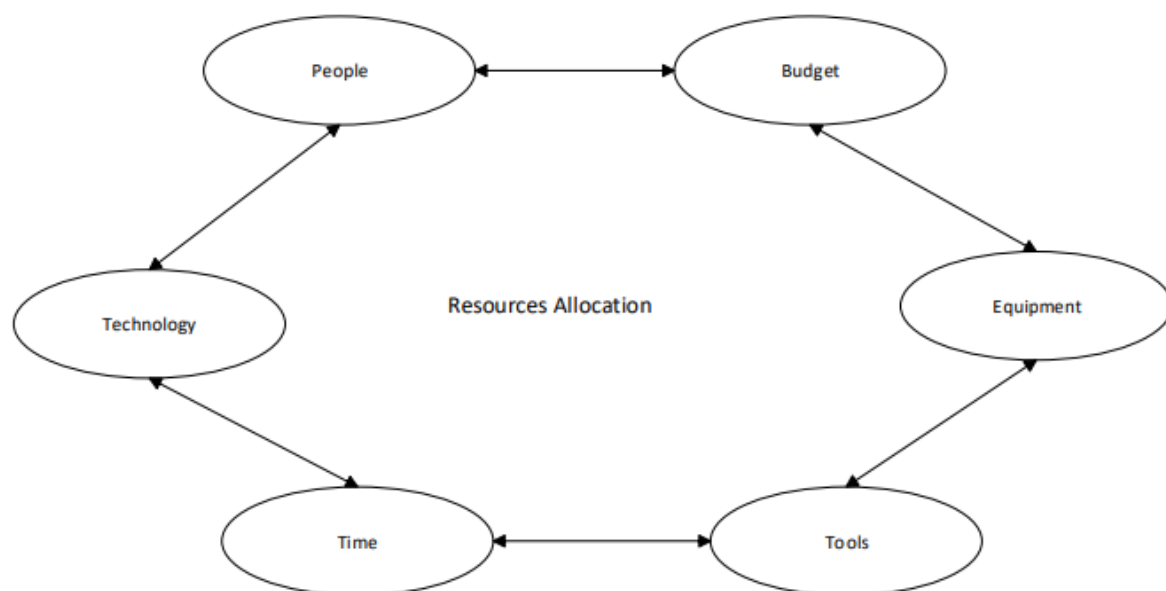 People
Budget
Technology
Resources Allocation
Equipment
Time
Tools